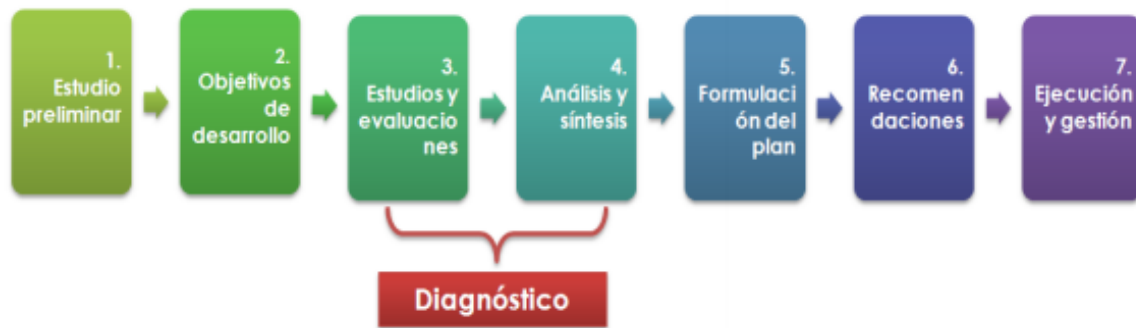 1.
Estudio
preliminar
2.
Objetivos
de
desarrollo
3.
Estudios y
evaluacio
nes
4.
Análisis y
síntesis
5.
Formulaci
ón del
plan
6.
Recomen
daciones
7.
Ejecución
y gestión
Diagnóstico